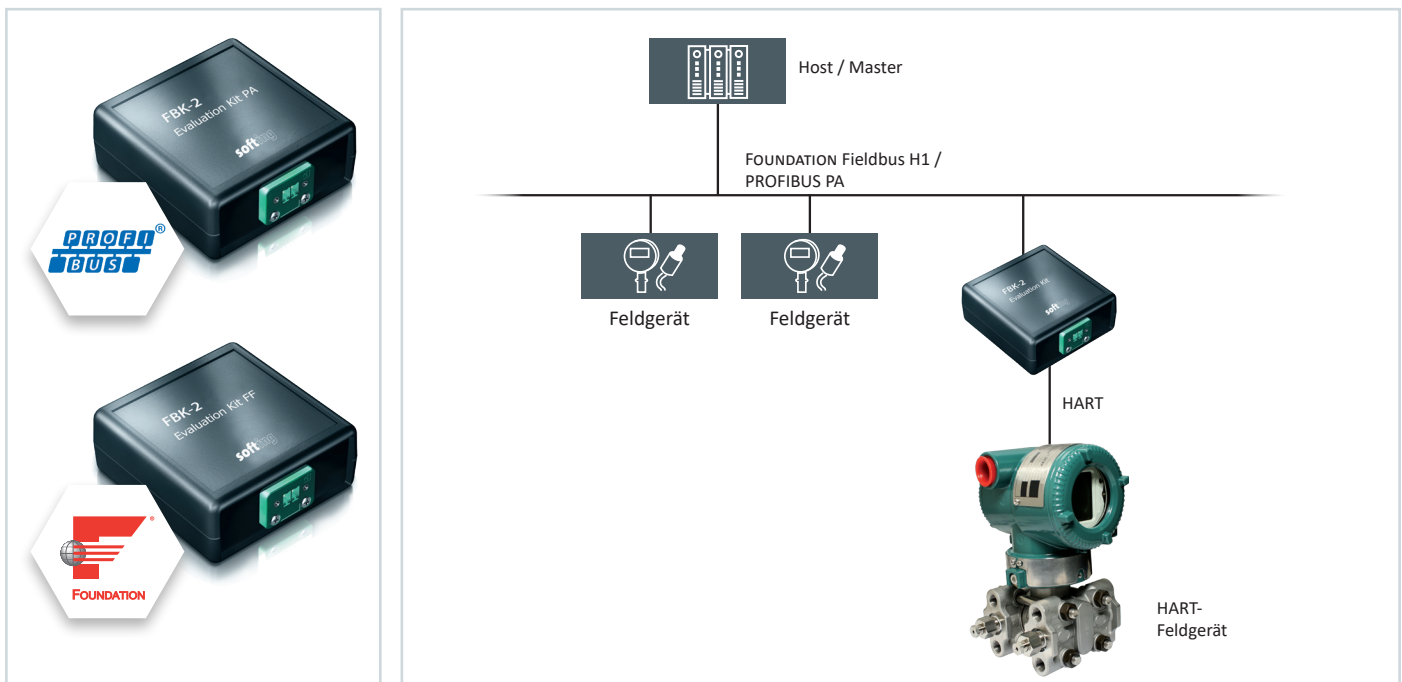 FBK-2
Evaluation Kit PA
softing
PROFI®
BUS
FBK-2
Evaluation Kit FF
softing
®
FOUNDATION
Host / Master
FOUNDATION Fieldbus H1 /
PROFIBUS PA
Feldgerät
Feldgerät
FBK-2
Evaluation Kit
softing
HART
HART-
Feldgerät